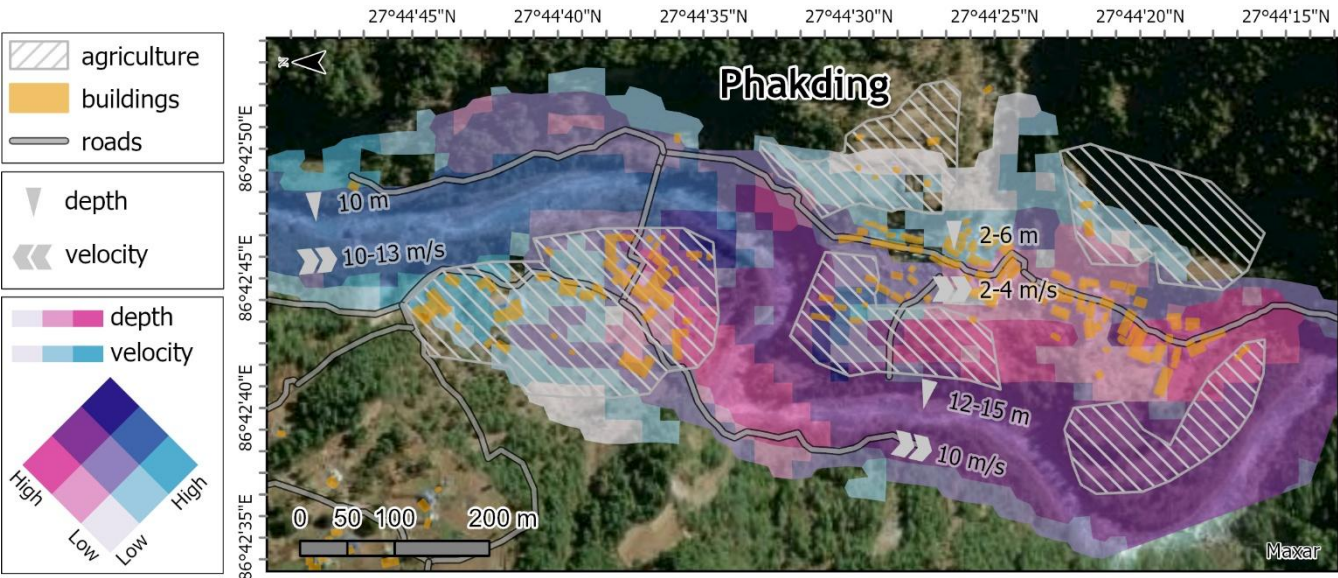 agriculture
buildings
roads
depth
velocity
depth
velocity
High
Low
Low
High
27°44'45"N
27°44'40"N
27°44'35"N
27°44'30"N
27°44'25"N
27°44'20"N
27°44'15"N
86°42'50"E
86°42'45"E
86°42'40"E
86°42'35"E
N
Phakding
10 m
10-13 m/s
2-6 m
2-4 m/s
12-15 m
10 m/s
0 50 100 200 m
Maxar